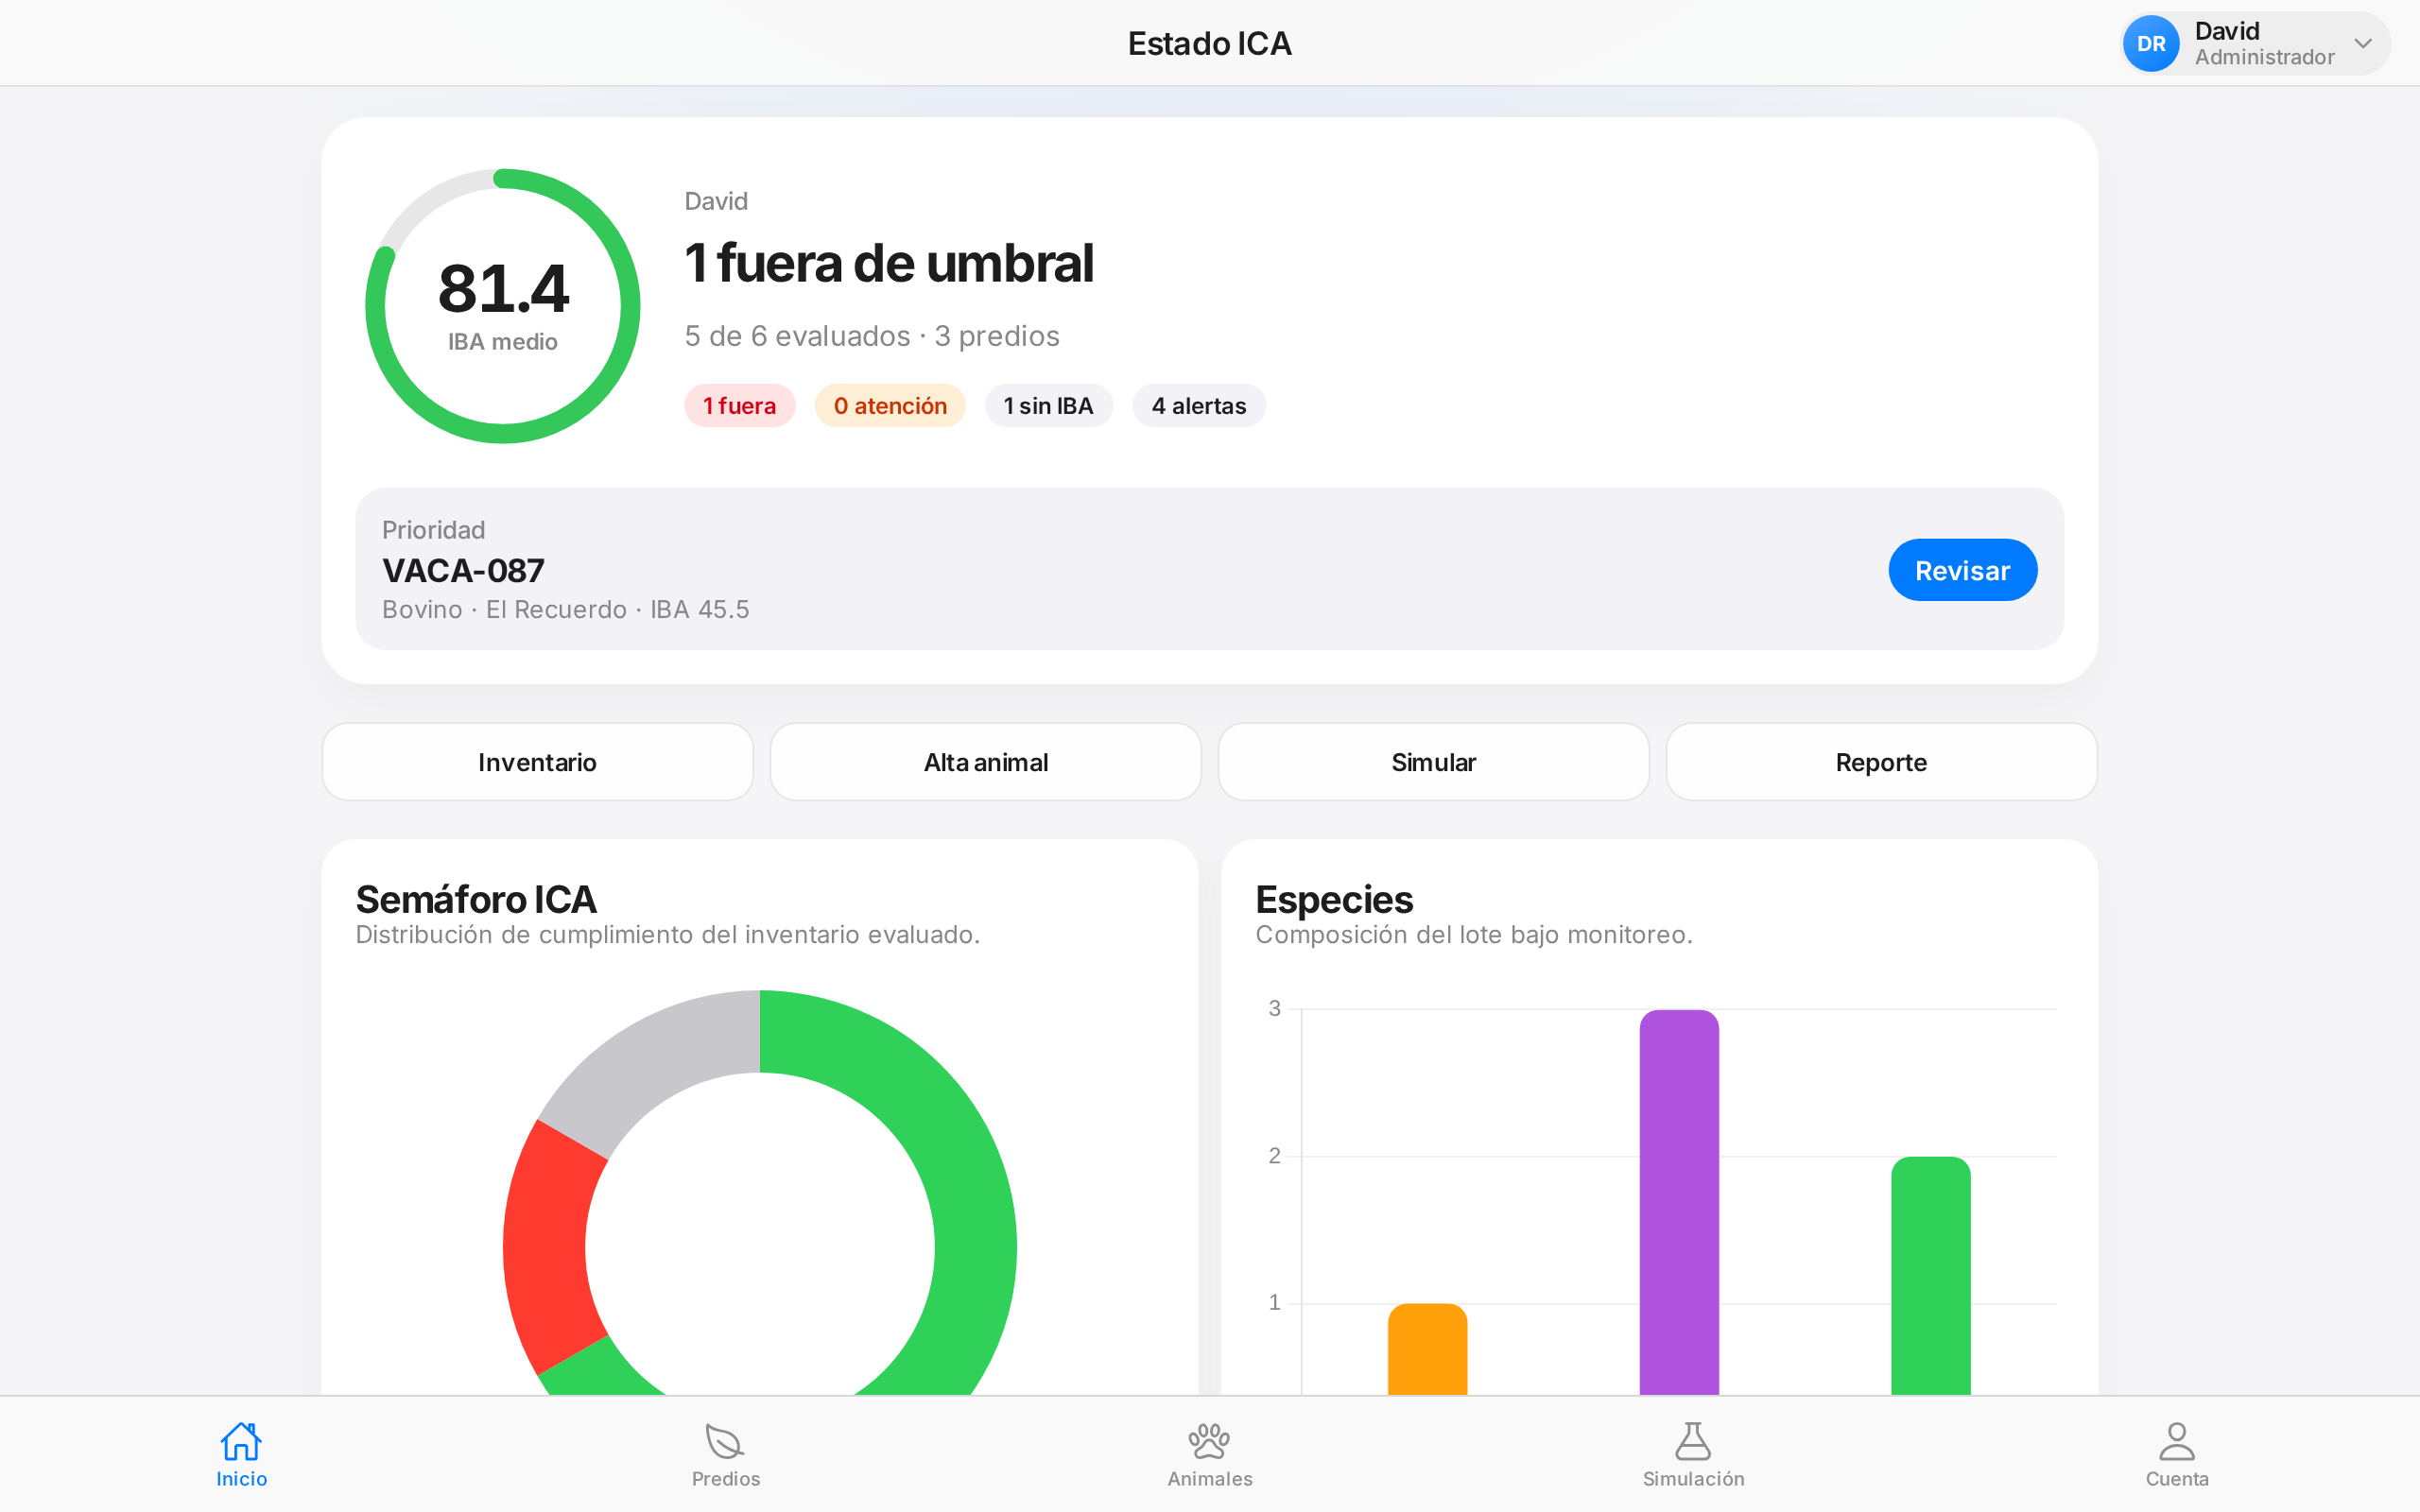 Estado ICA
DR
David
Administrador
81.4
IBA medio
David
1 fuera de umbral
5 de 6 evaluados · 3 predios
1 fuera
0 atención
1 sin IBA
4 alertas
Prioridad
VACA-087
Bovino · El Recuerdo · IBA 45.5
Revisar
Inventario
Alta animal
Simular
Reporte
Semáforo ICA
Distribución de cumplimiento del inventario evaluado.
Especies
Composición del lote bajo monitoreo.
3
2
1
Inicio
Predios
Animales
Simulación
Cuenta